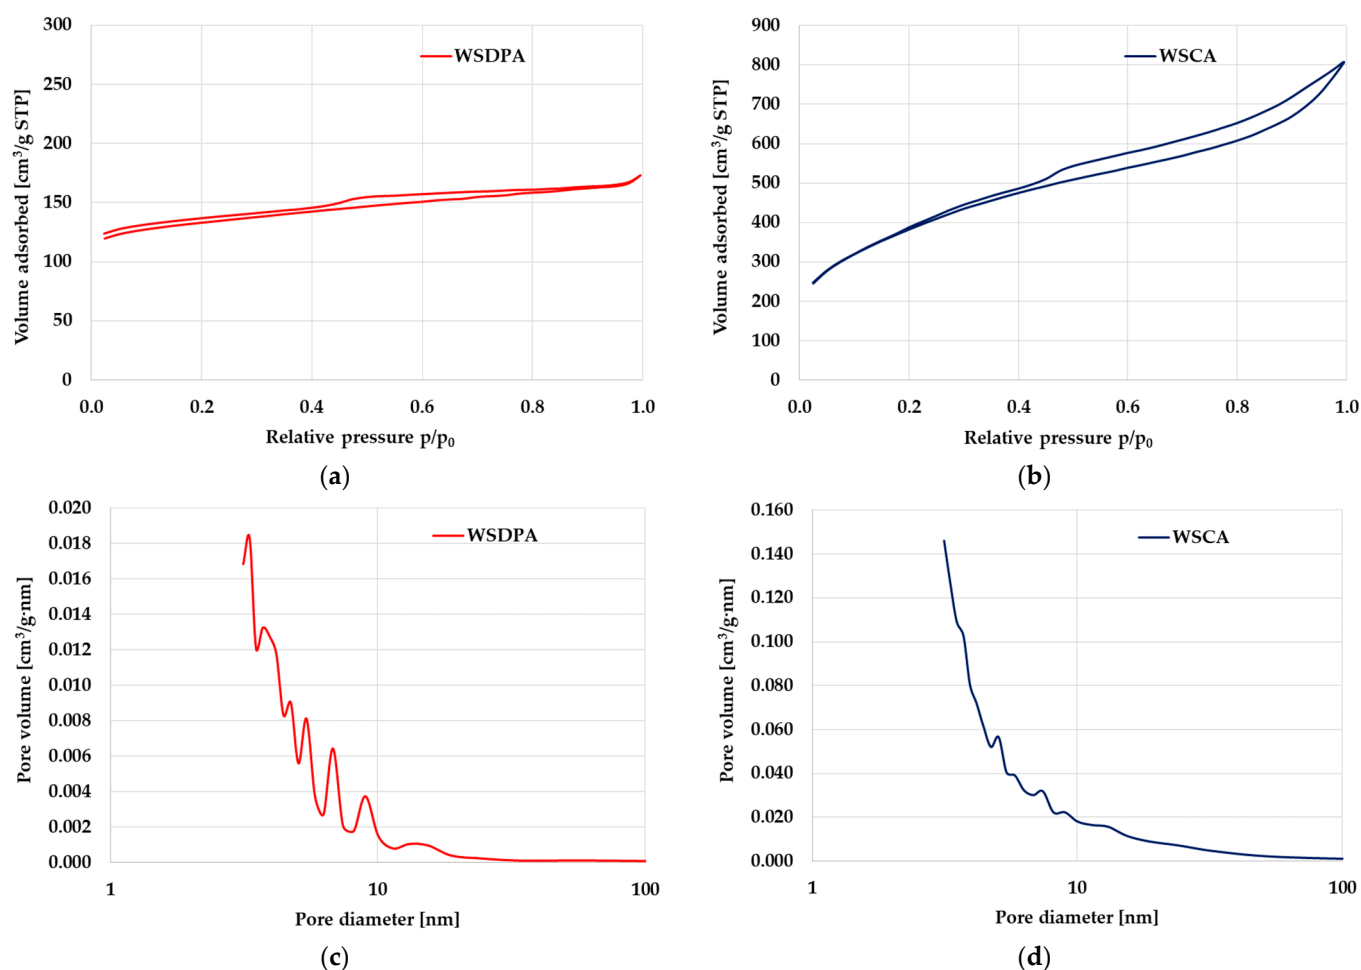 300
250
200
150
100
50
0
Volume adsorbed [cm³/g STP]
WSDPA
0.0 0.2 0.4 0.6 0.8 1.0
Relative pressure p/p₀
(a)
900
800
700
600
500
400
300
200
100
0
Volume adsorbed [cm³/g STP]
WSCA
0.0 0.2 0.4 0.6 0.8 1.0
Relative pressure p/p₀
(b)
0.020
0.018
0.016
0.014
0.012
0.010
0.008
0.006
0.004
0.002
0.000
Pore volume [cm³/g·nm]
WSDPA
1 10 100
Pore diameter [nm]
(c)
0.160
0.140
0.120
0.100
0.080
0.060
0.040
0.020
0.000
Pore volume [cm³/g·nm]
WSCA
1 10 100
Pore diameter [nm]
(d)